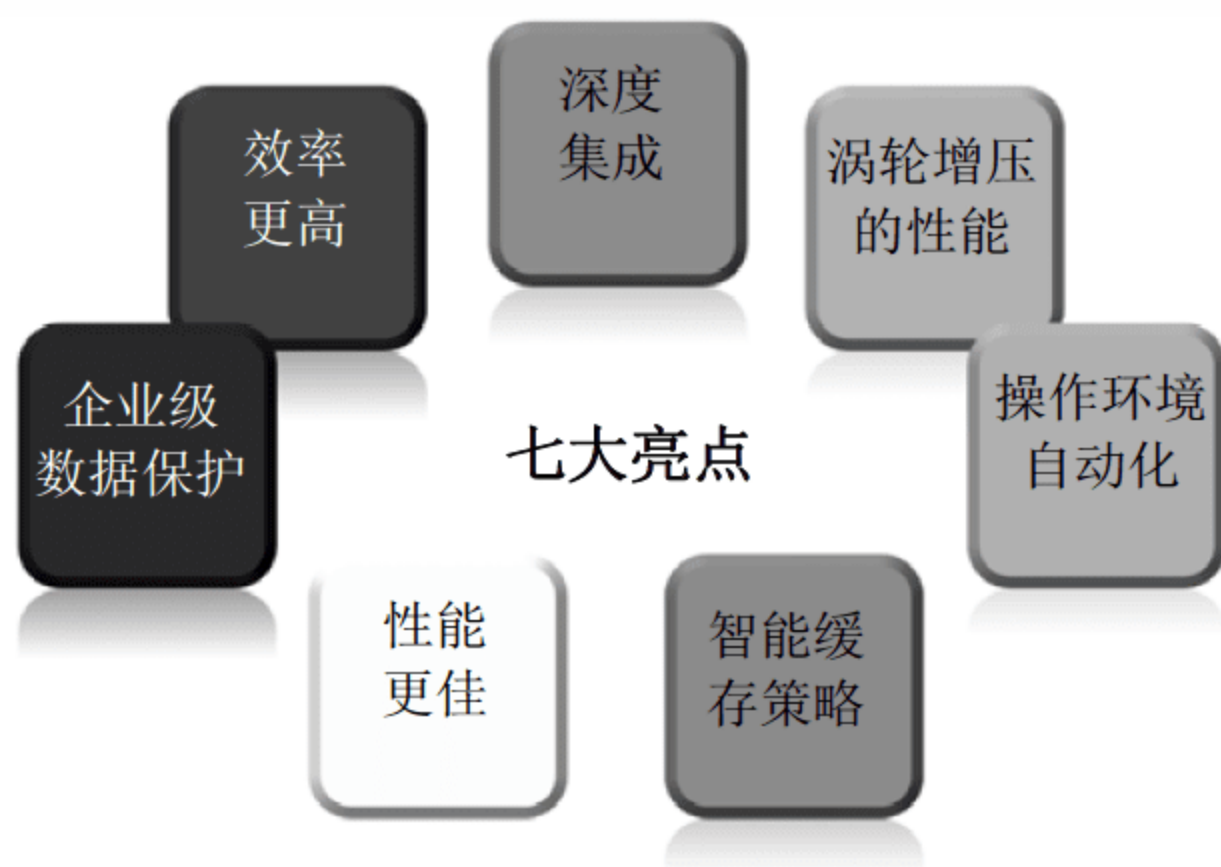 深度
集成
效率
更高
涡轮增压
的性能
企业级
数据保护
操作环境
自动化
七大亮点
性能
更佳
智能缓
存策略